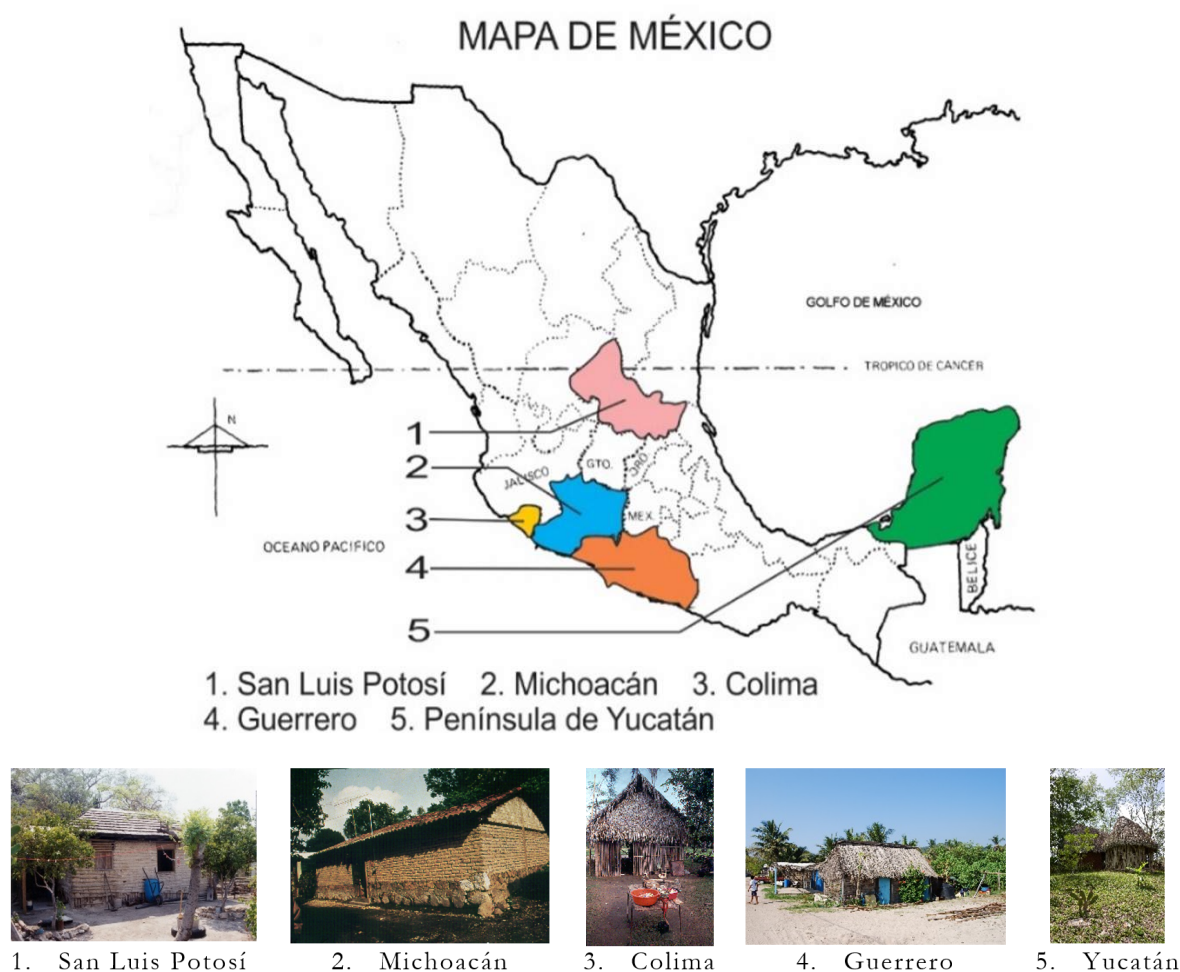 MAPA DE MÉXICO
GOLFO DE MÉXICO
TROPICO DE CANCER
N
1
2
JALISCO
GTO.
QRO
3
MEX.
OCEANO PACIFICO
4
BELICE
5
GUATEMALA
1. San Luis Potosí 2. Michoacán 3. Colima
4. Guerrero 5. Península de Yucatán
1. San Luis Potosí
2. Michoacán
3. Colima
4. Guerrero
5. Yucatán